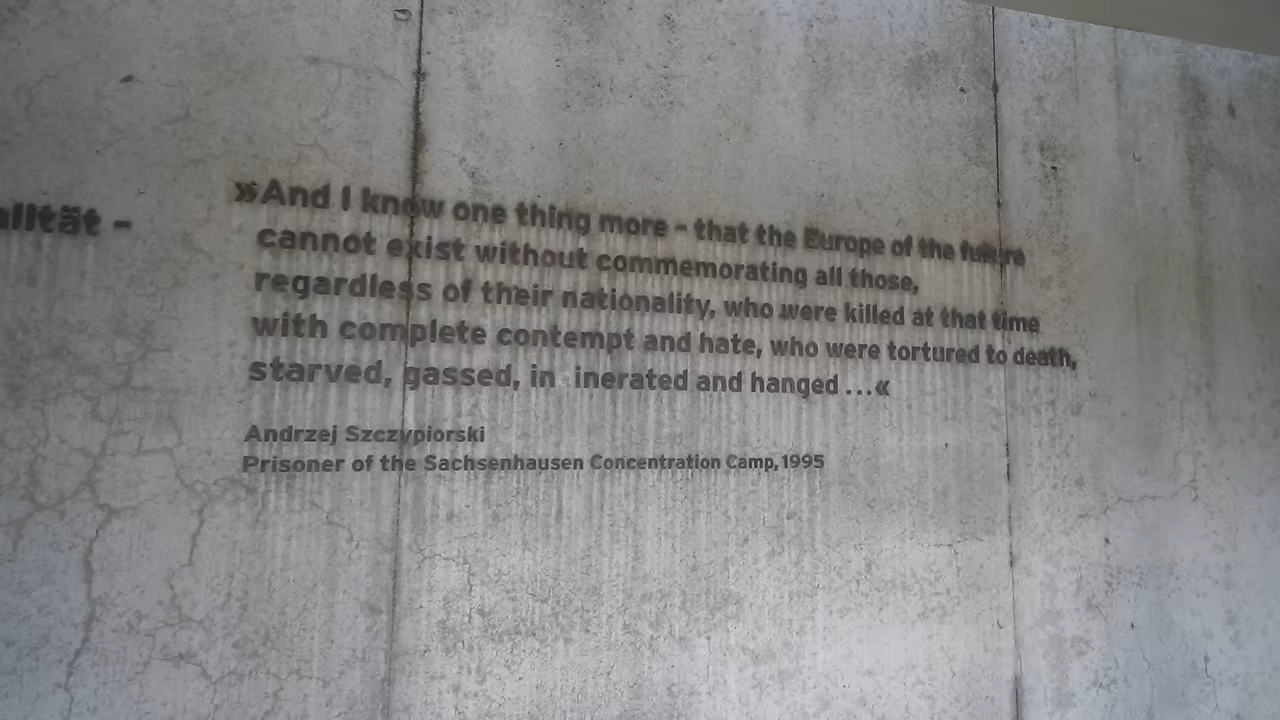 alität –
»And I know one thing more – that the Europe of the future
cannot exist without commemorating all those,
regardless of their nationality, who were killed at that time
with complete contempt and hate, who were tortured to death,
starved, gassed, in inerated and hanged ...«
Andrzej Szczypiorski
Prisoner of the Sachsenhausen Concentration Camp, 1995